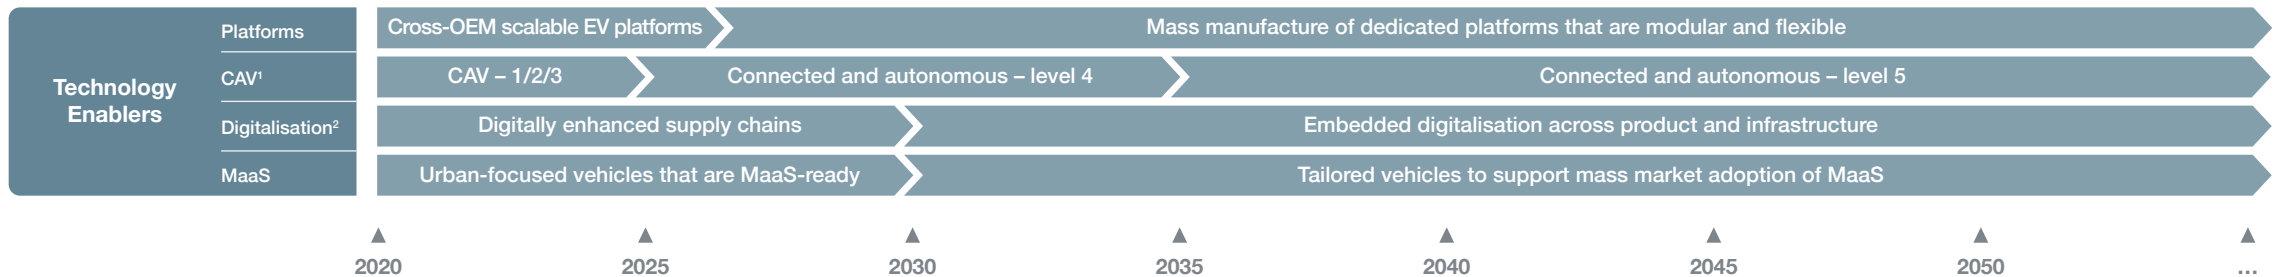 Technology
Enablers
Platforms
Cross-OEM scalable EV platforms
Mass manufacture of dedicated platforms that are modular and flexible
CAV¹
CAV – 1/2/3
Connected and autonomous – level 4
Connected and autonomous – level 5
Digitalisation²
Digitally enhanced supply chains
Embedded digitalisation across product and infrastructure
MaaS
Urban-focused vehicles that are MaaS-ready
Tailored vehicles to support mass market adoption of MaaS
2020
2025
2030
2035
2040
2045
2050
...